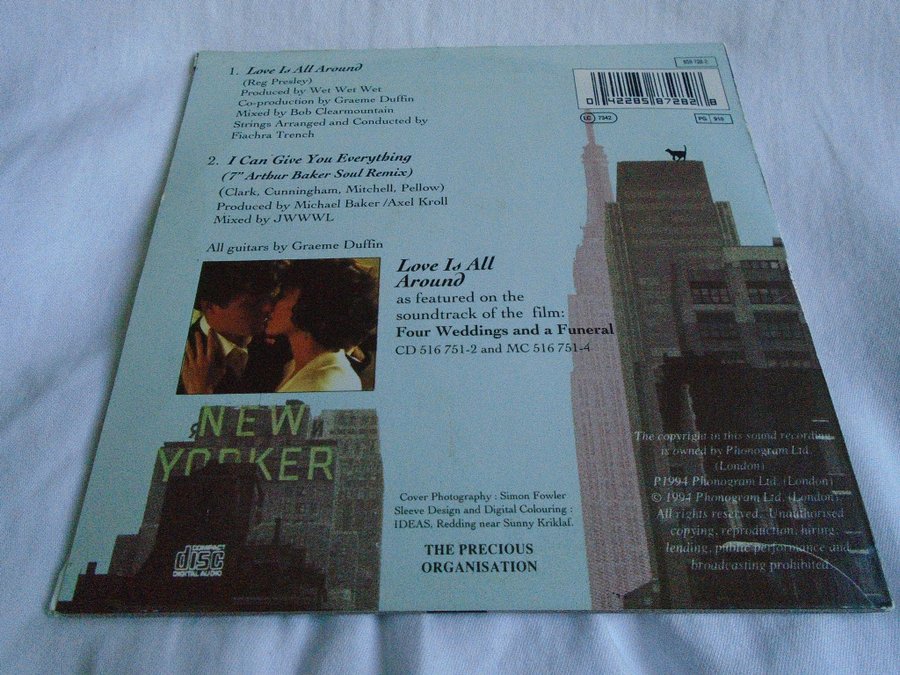 1. Love Is All Around
(Reg Presley)
Produced by Wet Wet Wet
Co-production by Graeme Duffin
Mixed by Bob Clearmountain
Strings Arranged and Conducted by
Fiachra Trench
2. I Can Give You Everything
(7" Arthur Baker Soul Remix)
(Clark, Cunningham, Mitchell, Pellow)
Produced by Michael Baker /Axel Kroll
Mixed by JWWWL
All guitars by Graeme Duffin
858 728-2
0 42285 87282 8
LC 7942
PG 910
Love Is All
Around
as featured on the
soundtrack of the film:
Four Weddings and a Funeral
CD 516 751-2 and MC 516 751-4
NEW
YORKER
COMPACT
disc
DIGITAL AUDIO
Cover Photography : Simon Fowler
Sleeve Design and Digital Colouring :
IDEAS, Redding near Sunny Kriklaf.
THE PRECIOUS
ORGANISATION
The copyright in this sound recording
is owned by Phonogram Ltd.
(London)
P1994 Phonogram Ltd. (London)
© 1994 Phonogram Ltd. (London).
All rights reserved. Unauthorised
copying, reproduction, hiring,
lending, public performance and
broadcasting prohibited.